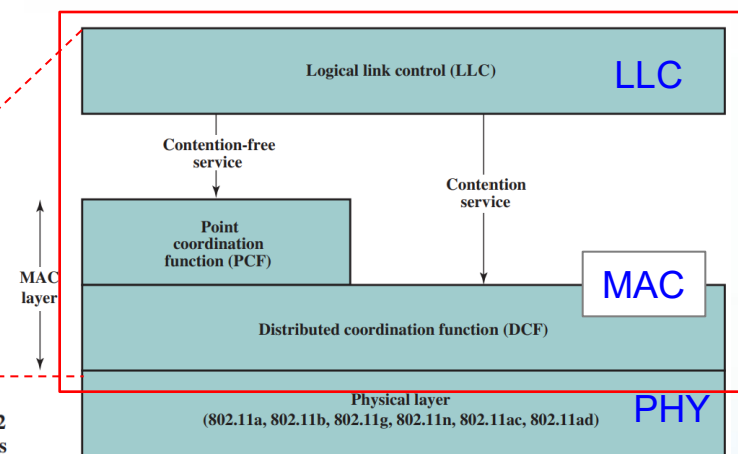 Logical link control (LLC)
LLC
Contention-free
service
Contention
service
Point
coordination
function (PCF)
MAC
layer
MAC
Distributed coordination function (DCF)
Physical layer
(802.11a, 802.11b, 802.11g, 802.11n, 802.11ac, 802.11ad)
PHY
2
s